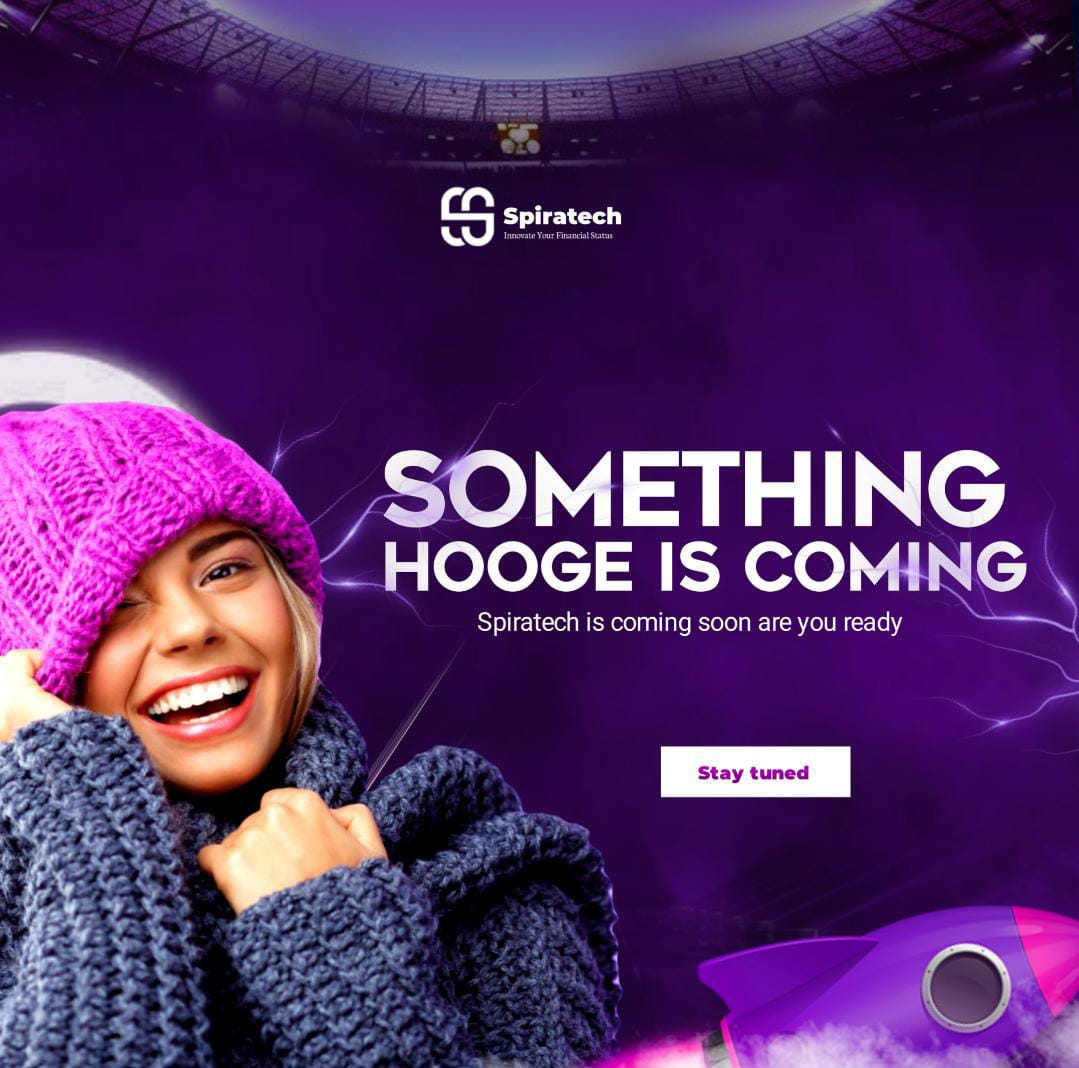 Spiratech
Innovate Your Financial Status
SOMETHING
HOOGE IS COMING
Spiratech is coming soon are you ready
Stay tuned